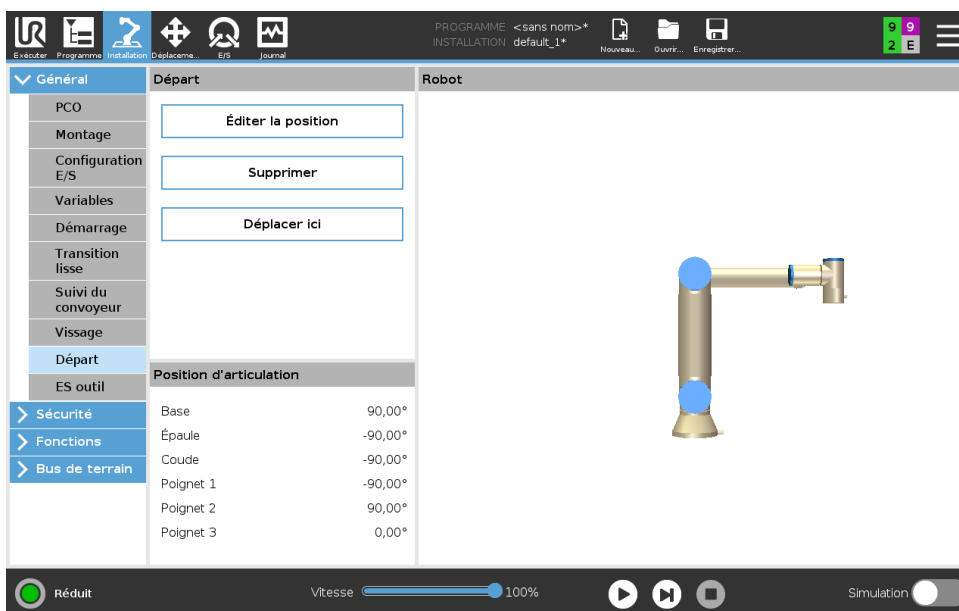 UR
PROGRAMME <sans nom>*
INSTALLATION default_1*
Exécuter Programme Installation Déplaceme... E/S Journal
Nouveau... Ouvrir... Enregistrer...
9 9
2 E
Général
PCO
Montage
Configuration
E/S
Variables
Démarrage
Transition
lisse
Suivi du
convoyeur
Vissage
Départ
ES outil
Sécurité
Fonctions
Bus de terrain
Départ
Éditer la position
Supprimer
Déplacer ici
Position d'articulation
Base 90,00°
Épaule -90,00°
Coude -90,00°
Poignet 1 -90,00°
Poignet 2 90,00°
Poignet 3 0,00°
Robot
Réduit
Vitesse 100%
Simulation